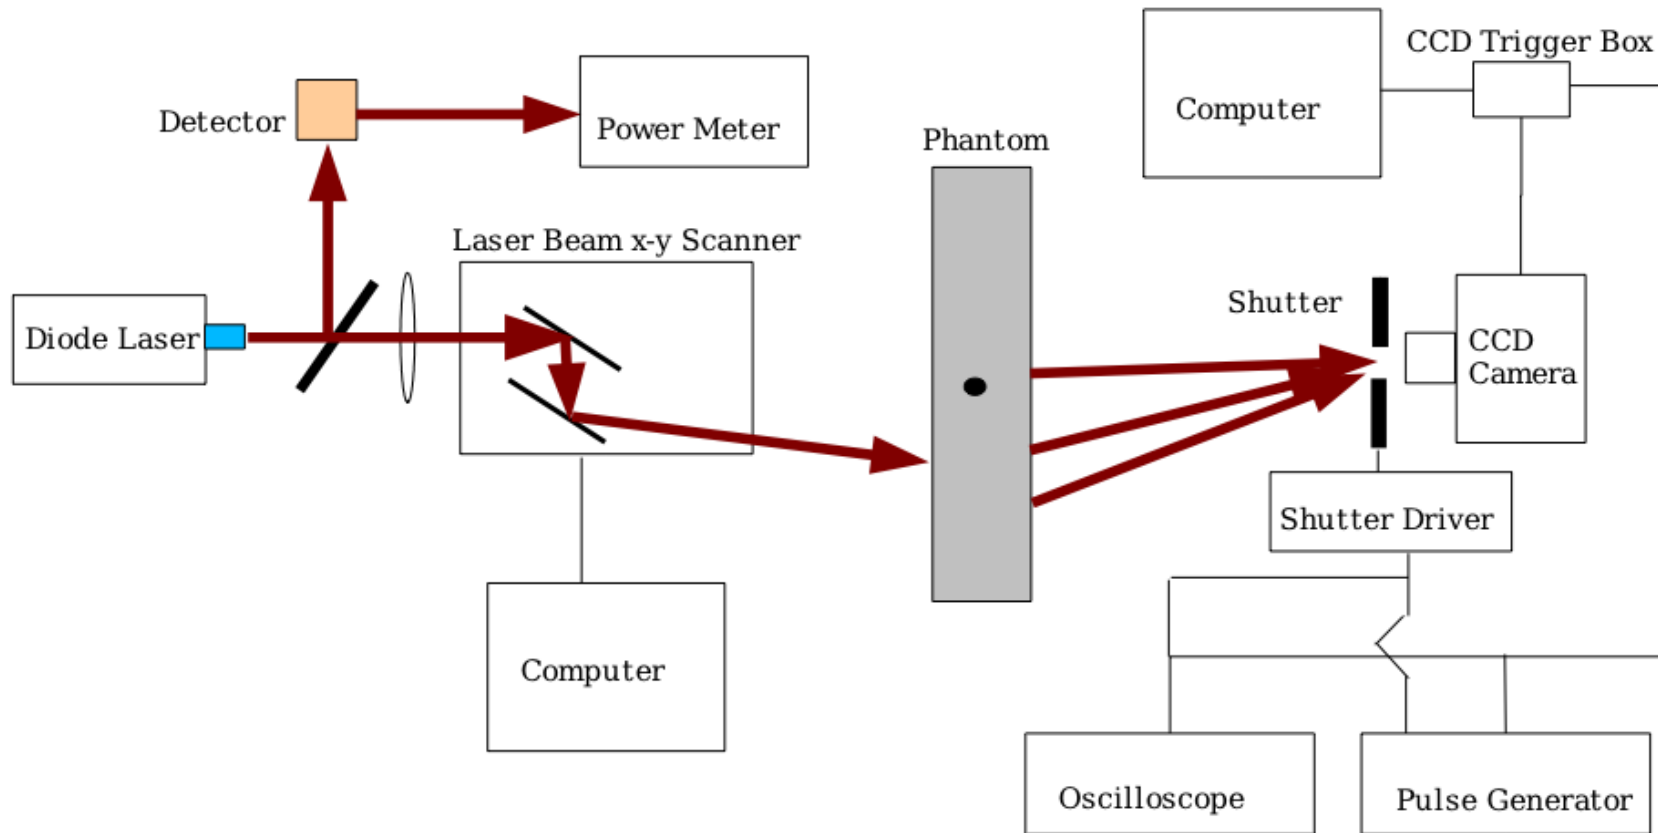 CCD Trigger Box
Computer
Detector
Power Meter
Phantom
Laser Beam x-y Scanner
Diode Laser
Shutter
CCD
Camera
Shutter Driver
Computer
Oscilloscope
Pulse Generator